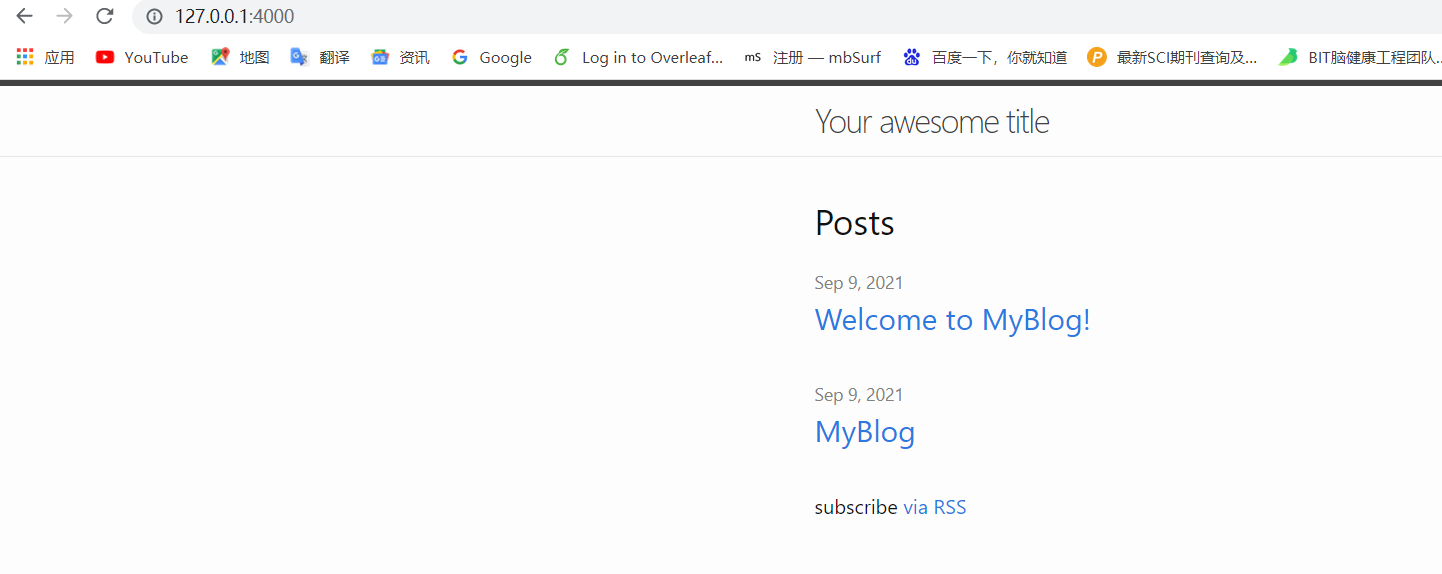 127.0.0.1:4000
应用 YouTube 地图 翻译 资讯 Google Log in to Overleaf... mS 注册 — mbSurf du 百度一下，你就知道 P 最新SCI期刊查询及... BIT脑健康工程团队...
Your awesome title
Posts
Sep 9, 2021
Welcome to MyBlog!
Sep 9, 2021
MyBlog
subscribe via RSS